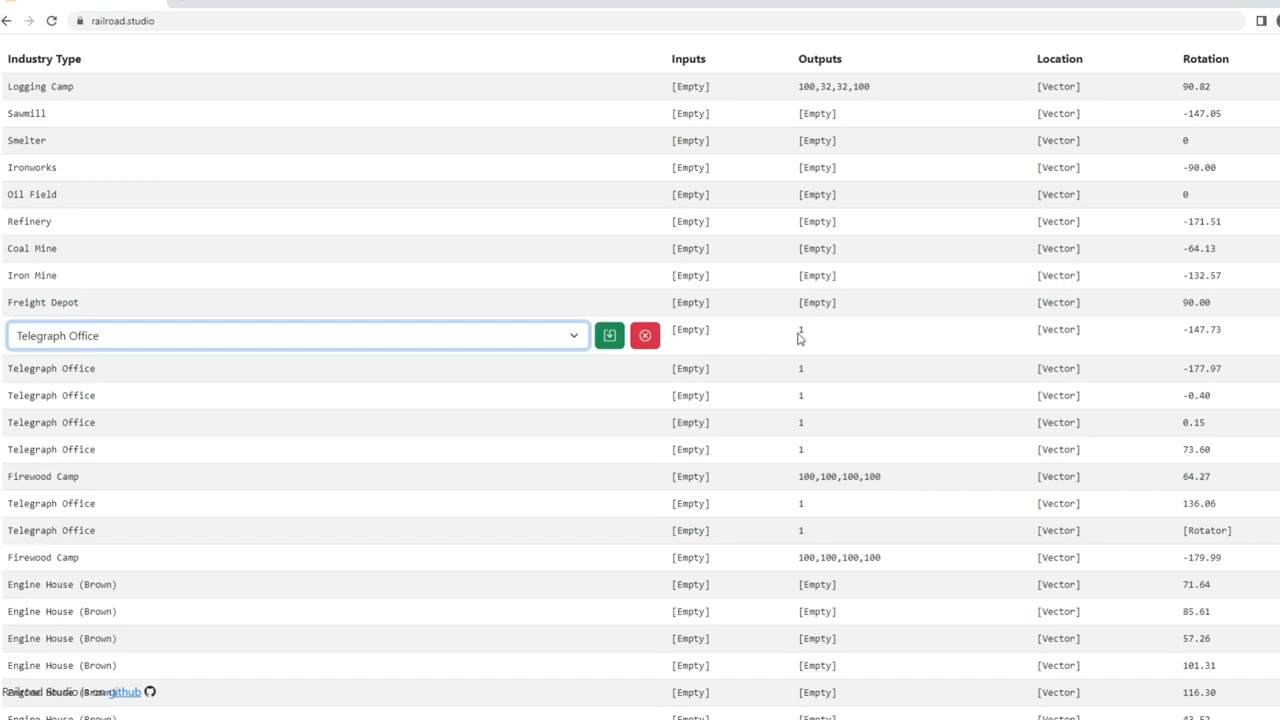 railroad.studio
Industry Type Inputs Outputs Location Rotation
Logging Camp [Empty] 100,32,32,100 [Vector] 90.82
Sawmill [Empty] [Empty] [Vector] -147.05
Smelter [Empty] [Empty] [Vector] 0
Ironworks [Empty] [Empty] [Vector] -90.00
Oil Field [Empty] [Empty] [Vector] 0
Refinery [Empty] [Empty] [Vector] -171.51
Coal Mine [Empty] [Empty] [Vector] -64.13
Iron Mine [Empty] [Empty] [Vector] -132.57
Freight Depot [Empty] [Empty] [Vector] 90.00
Telegraph Office [Empty] 1 [Vector] -147.73
Telegraph Office [Empty] 1 [Vector] -177.97
Telegraph Office [Empty] 1 [Vector] -0.40
Telegraph Office [Empty] 1 [Vector] 0.15
Telegraph Office [Empty] 1 [Vector] 73.60
Firewood Camp [Empty] 100,100,100,100 [Vector] 64.27
Telegraph Office [Empty] 1 [Vector] 136.06
Telegraph Office [Empty] 1 [Vector] [Rotator]
Firewood Camp [Empty] 100,100,100,100 [Vector] -179.99
Engine House (Brown) [Empty] [Empty] [Vector] 71.64
Engine House (Brown) [Empty] [Empty] [Vector] 85.61
Engine House (Brown) [Empty] [Empty] [Vector] 57.26
Engine House (Brown) [Empty] [Empty] [Vector] 101.31
Railroad Studio is on github [Empty] [Empty] [Vector] 116.30